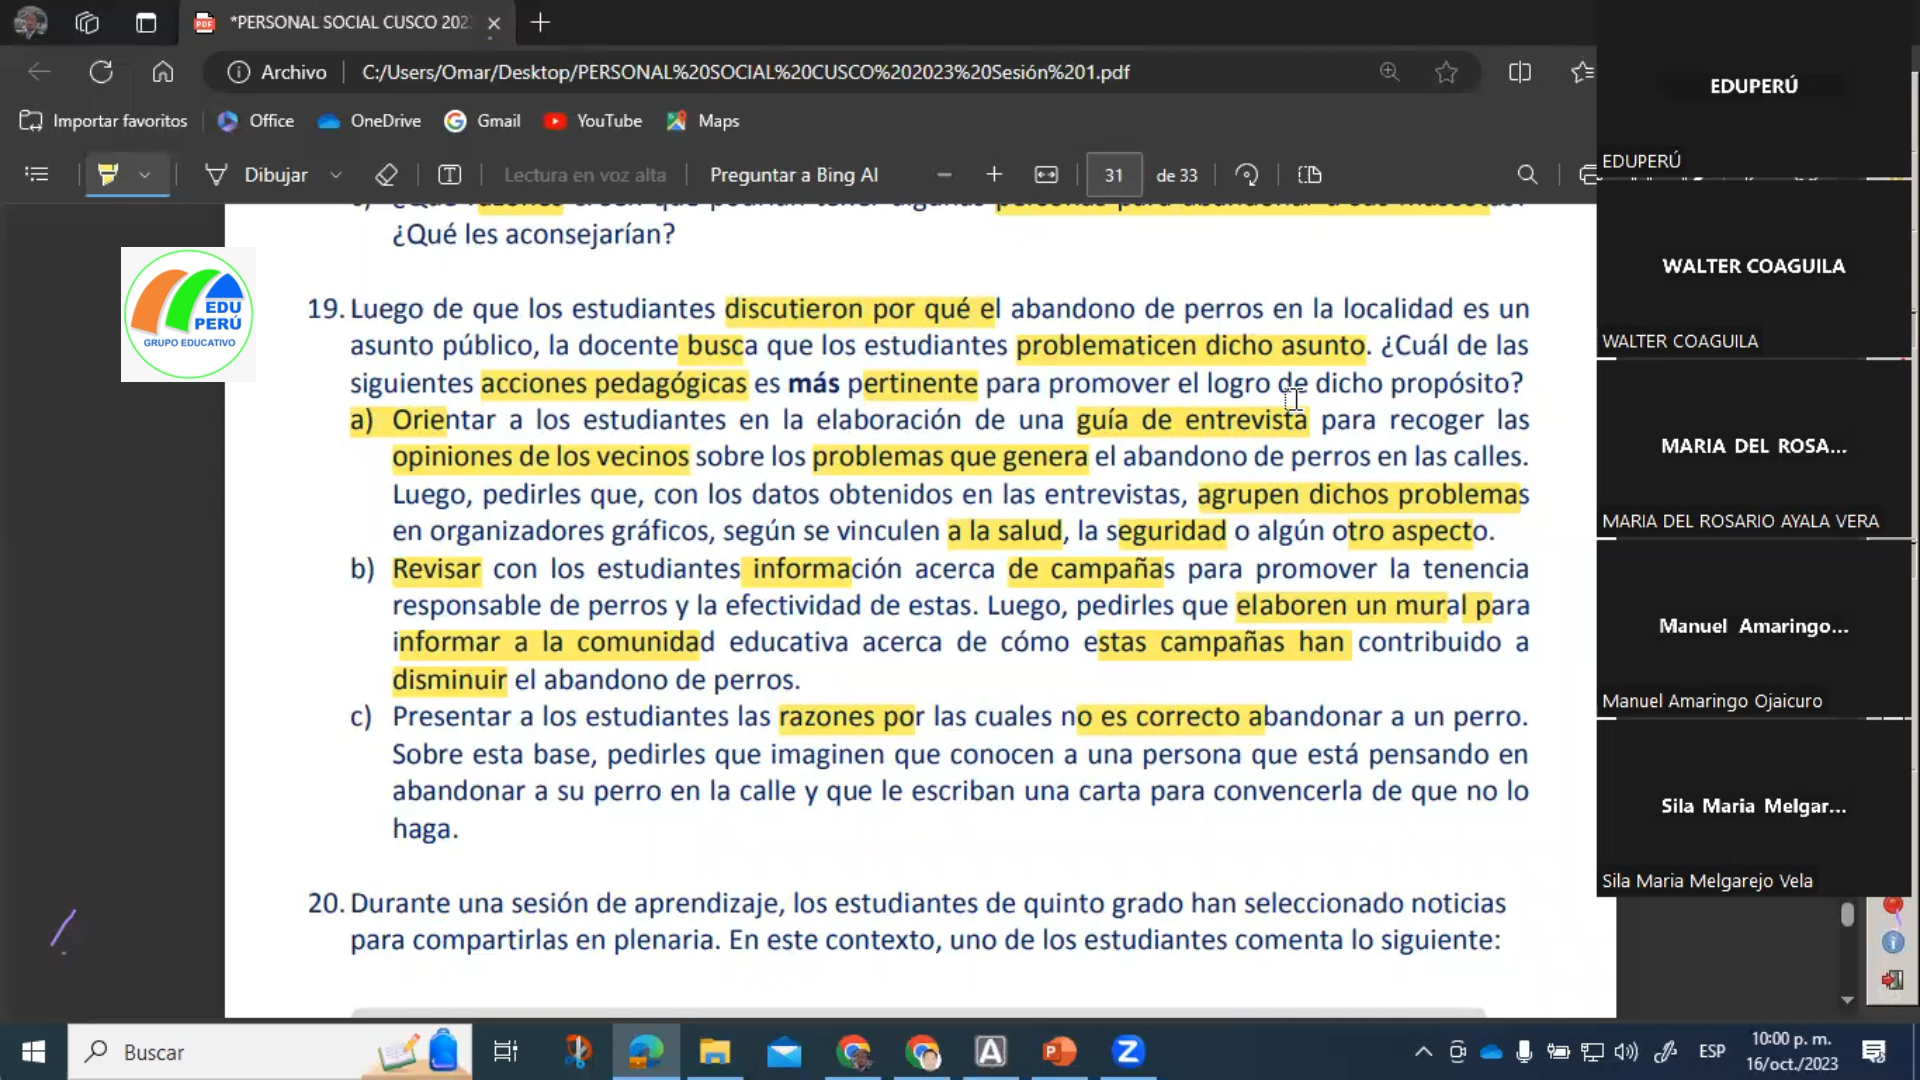 *PERSONAL SOCIAL CUSCO 202
Archivo
C:/Users/Omar/Desktop/PERSONAL%20SOCIAL%20CUSCO%202023%20Sesión%201.pdf
Importar favoritos
Office
OneDrive
Gmail
YouTube
Maps
Dibujar
Lectura en voz alta
Preguntar a Bing AI
31
de 33
EDU
PERÚ
GRUPO EDUCATIVO
¿Qué les aconsejarían?
19. Luego de que los estudiantes discutieron por qué el abandono de perros en la localidad es un
asunto público, la docente busca que los estudiantes problematicen dicho asunto. ¿Cuál de las
siguientes acciones pedagógicas es más pertinente para promover el logro de dicho propósito?
a) Orientar a los estudiantes en la elaboración de una guía de entrevista para recoger las
opiniones de los vecinos sobre los problemas que genera el abandono de perros en las calles.
Luego, pedirles que, con los datos obtenidos en las entrevistas, agrupen dichos problemas
en organizadores gráficos, según se vinculen a la salud, la seguridad o algún otro aspecto.
b) Revisar con los estudiantes información acerca de campañas para promover la tenencia
responsable de perros y la efectividad de estas. Luego, pedirles que elaboren un mural para
informar a la comunidad educativa acerca de cómo estas campañas han contribuido a
disminuir el abandono de perros.
c) Presentar a los estudiantes las razones por las cuales no es correcto abandonar a un perro.
Sobre esta base, pedirles que imaginen que conocen a una persona que está pensando en
abandonar a su perro en la calle y que le escriban una carta para convencerla de que no lo
haga.
20. Durante una sesión de aprendizaje, los estudiantes de quinto grado han seleccionado noticias
para compartirlas en plenaria. En este contexto, uno de los estudiantes comenta lo siguiente:
EDUPERÚ
EDUPERÚ
WALTER COAGUILA
WALTER COAGUILA
MARIA DEL ROSA...
MARIA DEL ROSARIO AYALA VERA
Manuel Amaringo...
Manuel Amaringo Ojaicuro
Sila Maria Melgar...
Sila Maria Melgarejo Vela
Buscar
ESP
10:00 p. m.
16/oct./2023